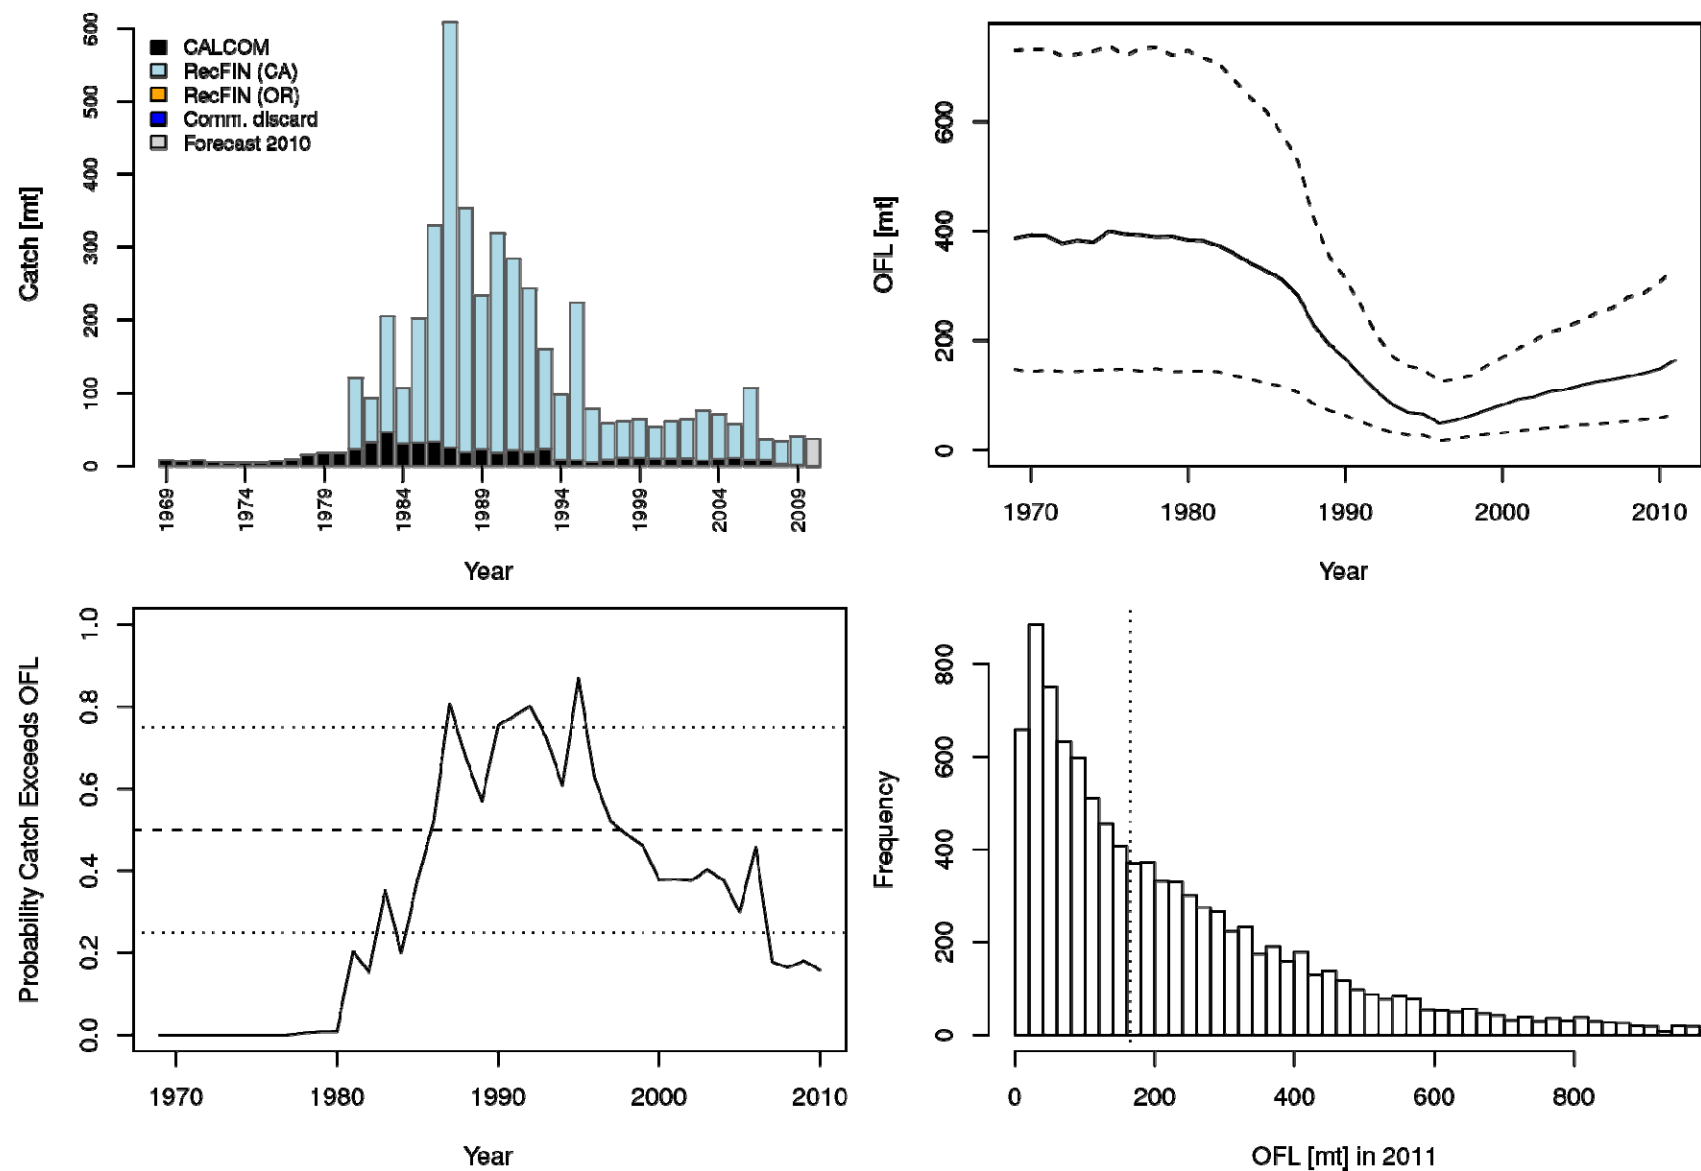 600
500
400
300
200
100
0
Catch [mt]
CALCOM
RecFIN (CA)
RecFIN (OR)
Comm. discard
Forecast 2010
1969 1974 1979 1984 1989 1994 1999 2004 2009
Year
600
400
200
0
OFL [mt]
1970 1980 1990 2000 2010
Year
1.0
0.8
0.6
0.4
0.2
0.0
Probability Catch Exceeds OFL
1970 1980 1990 2000 2010
Year
800
600
400
200
0
Frequency
0 200 400 600 800
OFL [mt] in 2011